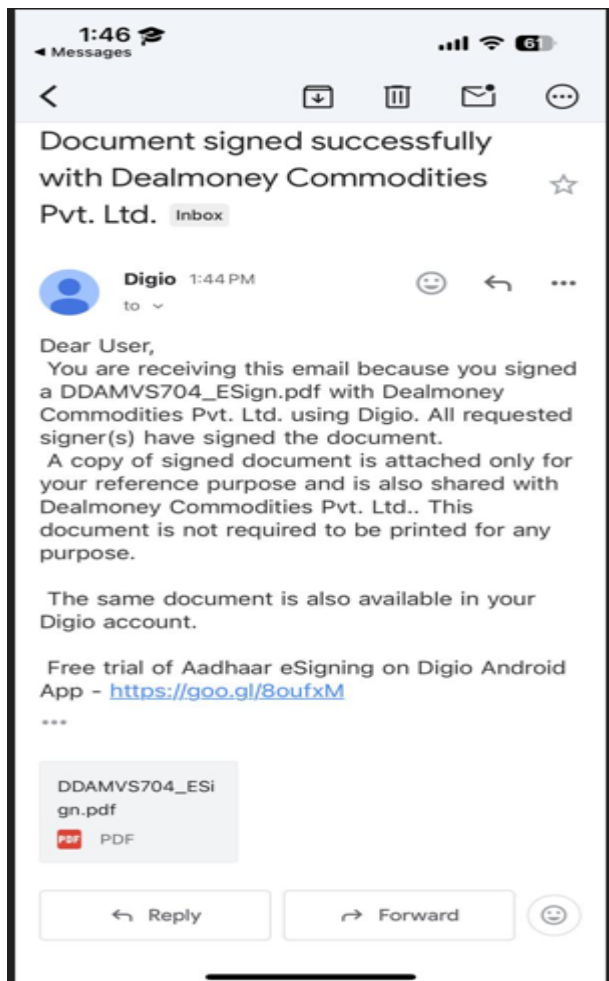 1:46
◀ Messages
61
Document signed successfully
with Dealmoney Commodities
Pvt. Ltd. Inbox
Digio 1:44 PM
to
Dear User,
You are receiving this email because you signed
a DDAMVS704_ESign.pdf with Dealmoney
Commodities Pvt. Ltd. using Digio. All requested
signer(s) have signed the document.
A copy of signed document is attached only for
your reference purpose and is also shared with
Dealmoney Commodities Pvt. Ltd.. This
document is not required to be printed for any
purpose.
The same document is also available in your
Digio account.
Free trial of Aadhaar eSigning on Digio Android
App - https://goo.gl/8oufxM
DDAMVS704_ESi
gn.pdf
PDF PDF
Reply Forward